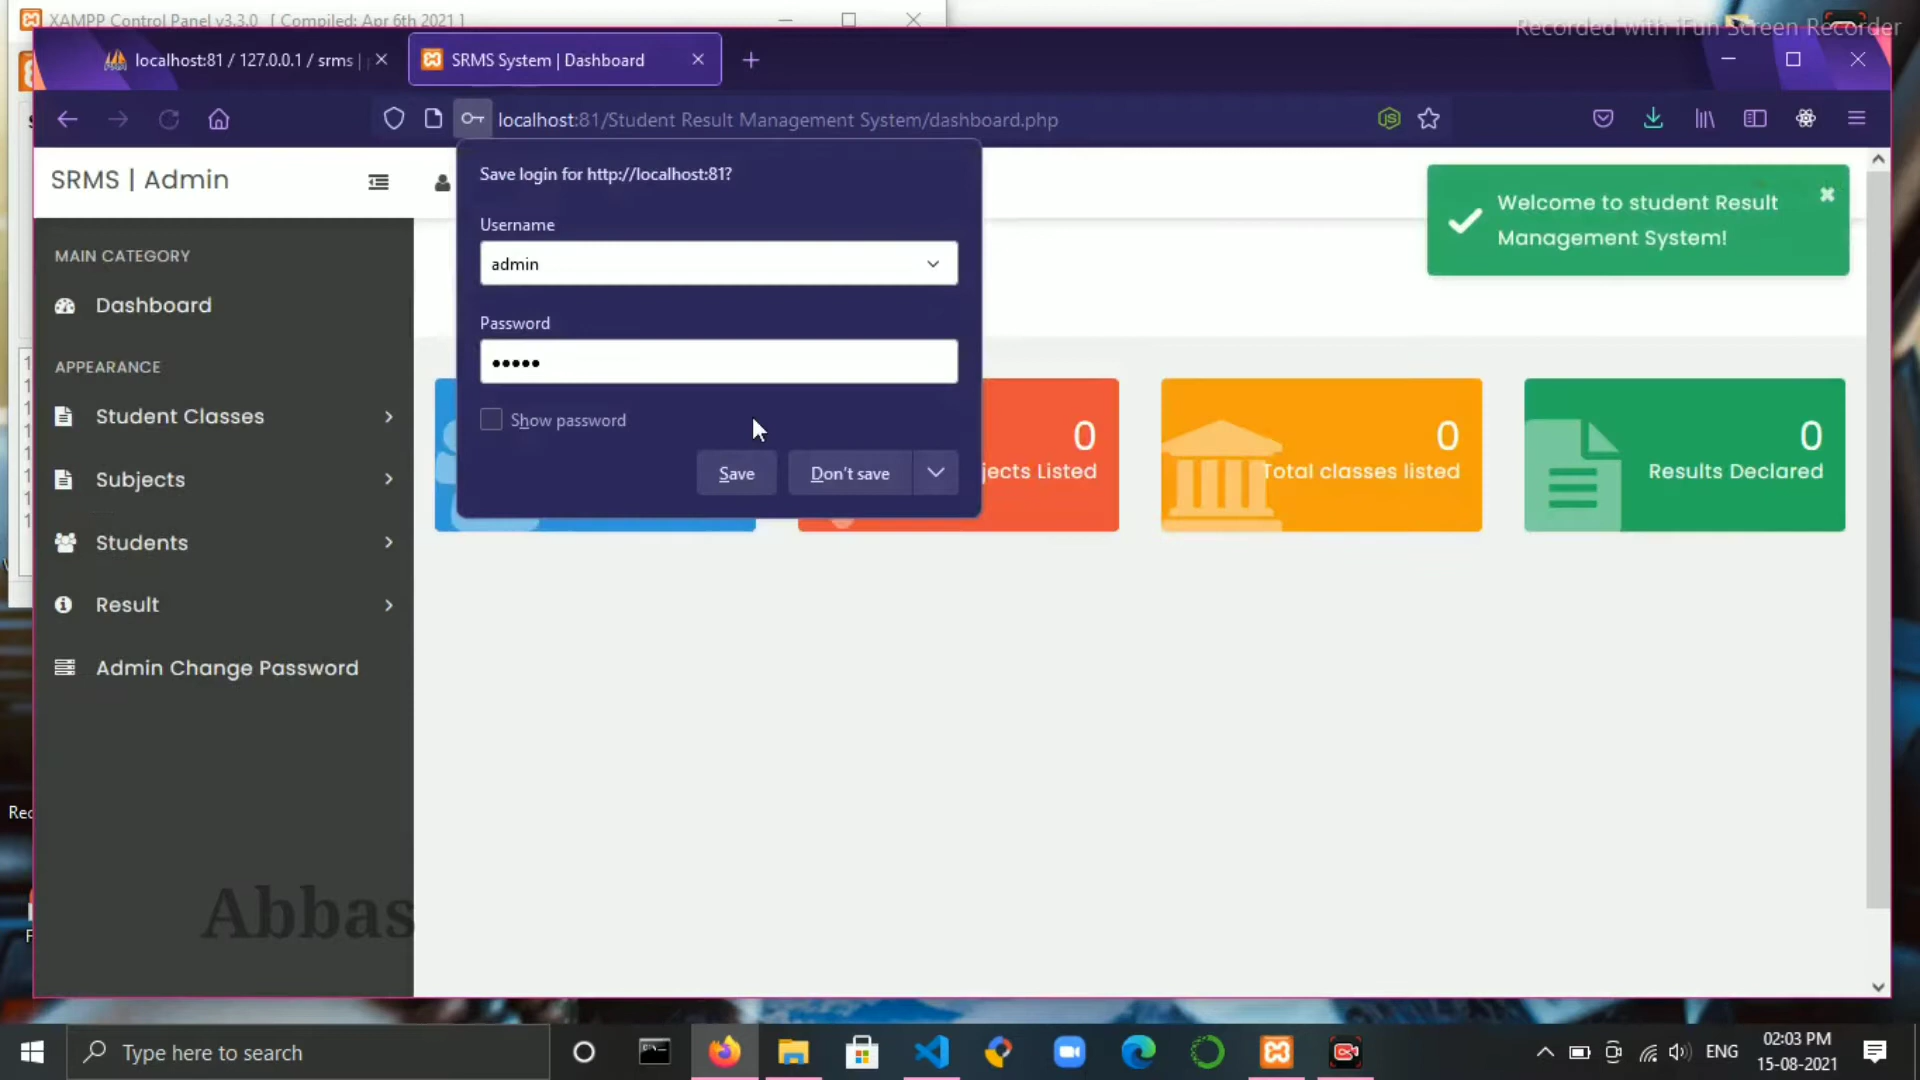 XAMPP Control Panel v3.3.0 [ Compiled: Apr 6th 2021 ]
Recorded with iFun Screen Recorder
localhost:81 / 127.0.0.1 / srms |
SRMS System | Dashboard
localhost:81/Student Result Management System/dashboard.php
SRMS | Admin
Save login for http://localhost:81?
Username
admin
Password
•••••
Show password
Save
Don't save
Welcome to student Result
Management System!
MAIN CATEGORY
Dashboard
APPEARANCE
Student Classes
Subjects
Students
Result
Admin Change Password
0
jects Listed
0
Total classes listed
0
Results Declared
Abbas
Rec
Type here to search
ENG
02:03 PM
15-08-2021